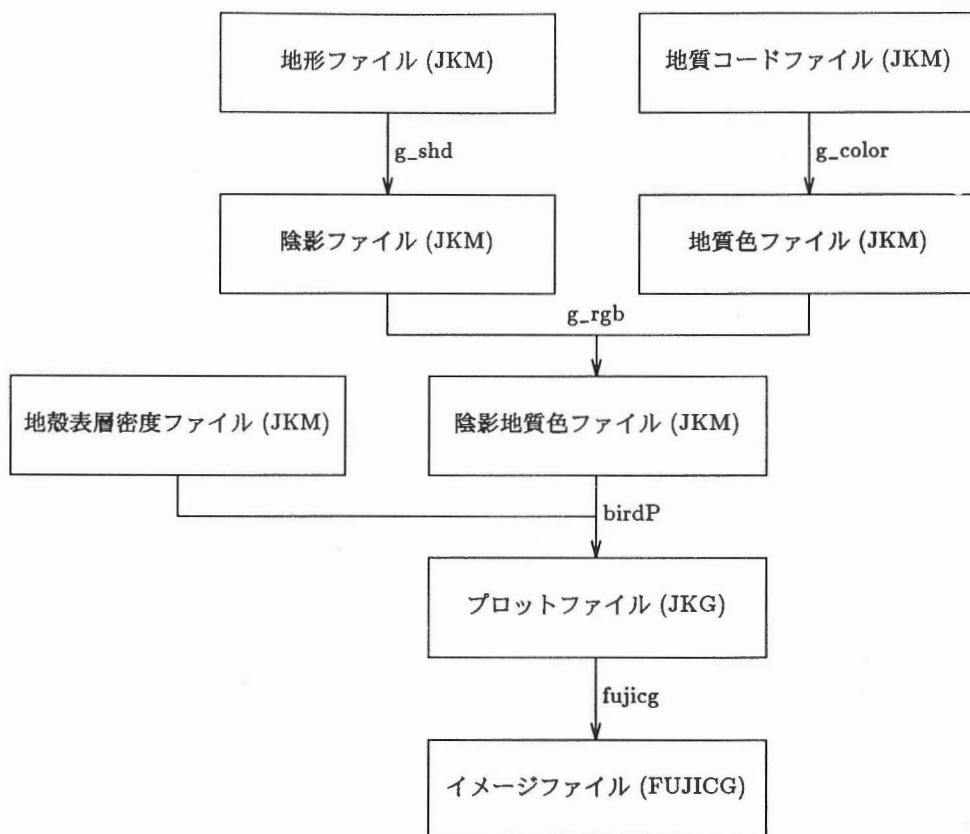 地形ファイル (JKM)
地質コードファイル (JKM)
g_shd
g_color
陰影ファイル (JKM)
地質色ファイル (JKM)
g_rgb
地殻表層密度ファイル (JKM)
陰影地質色ファイル (JKM)
birdP
プロットファイル (JKG)
fujicg
イメージファイル (FUJICG)